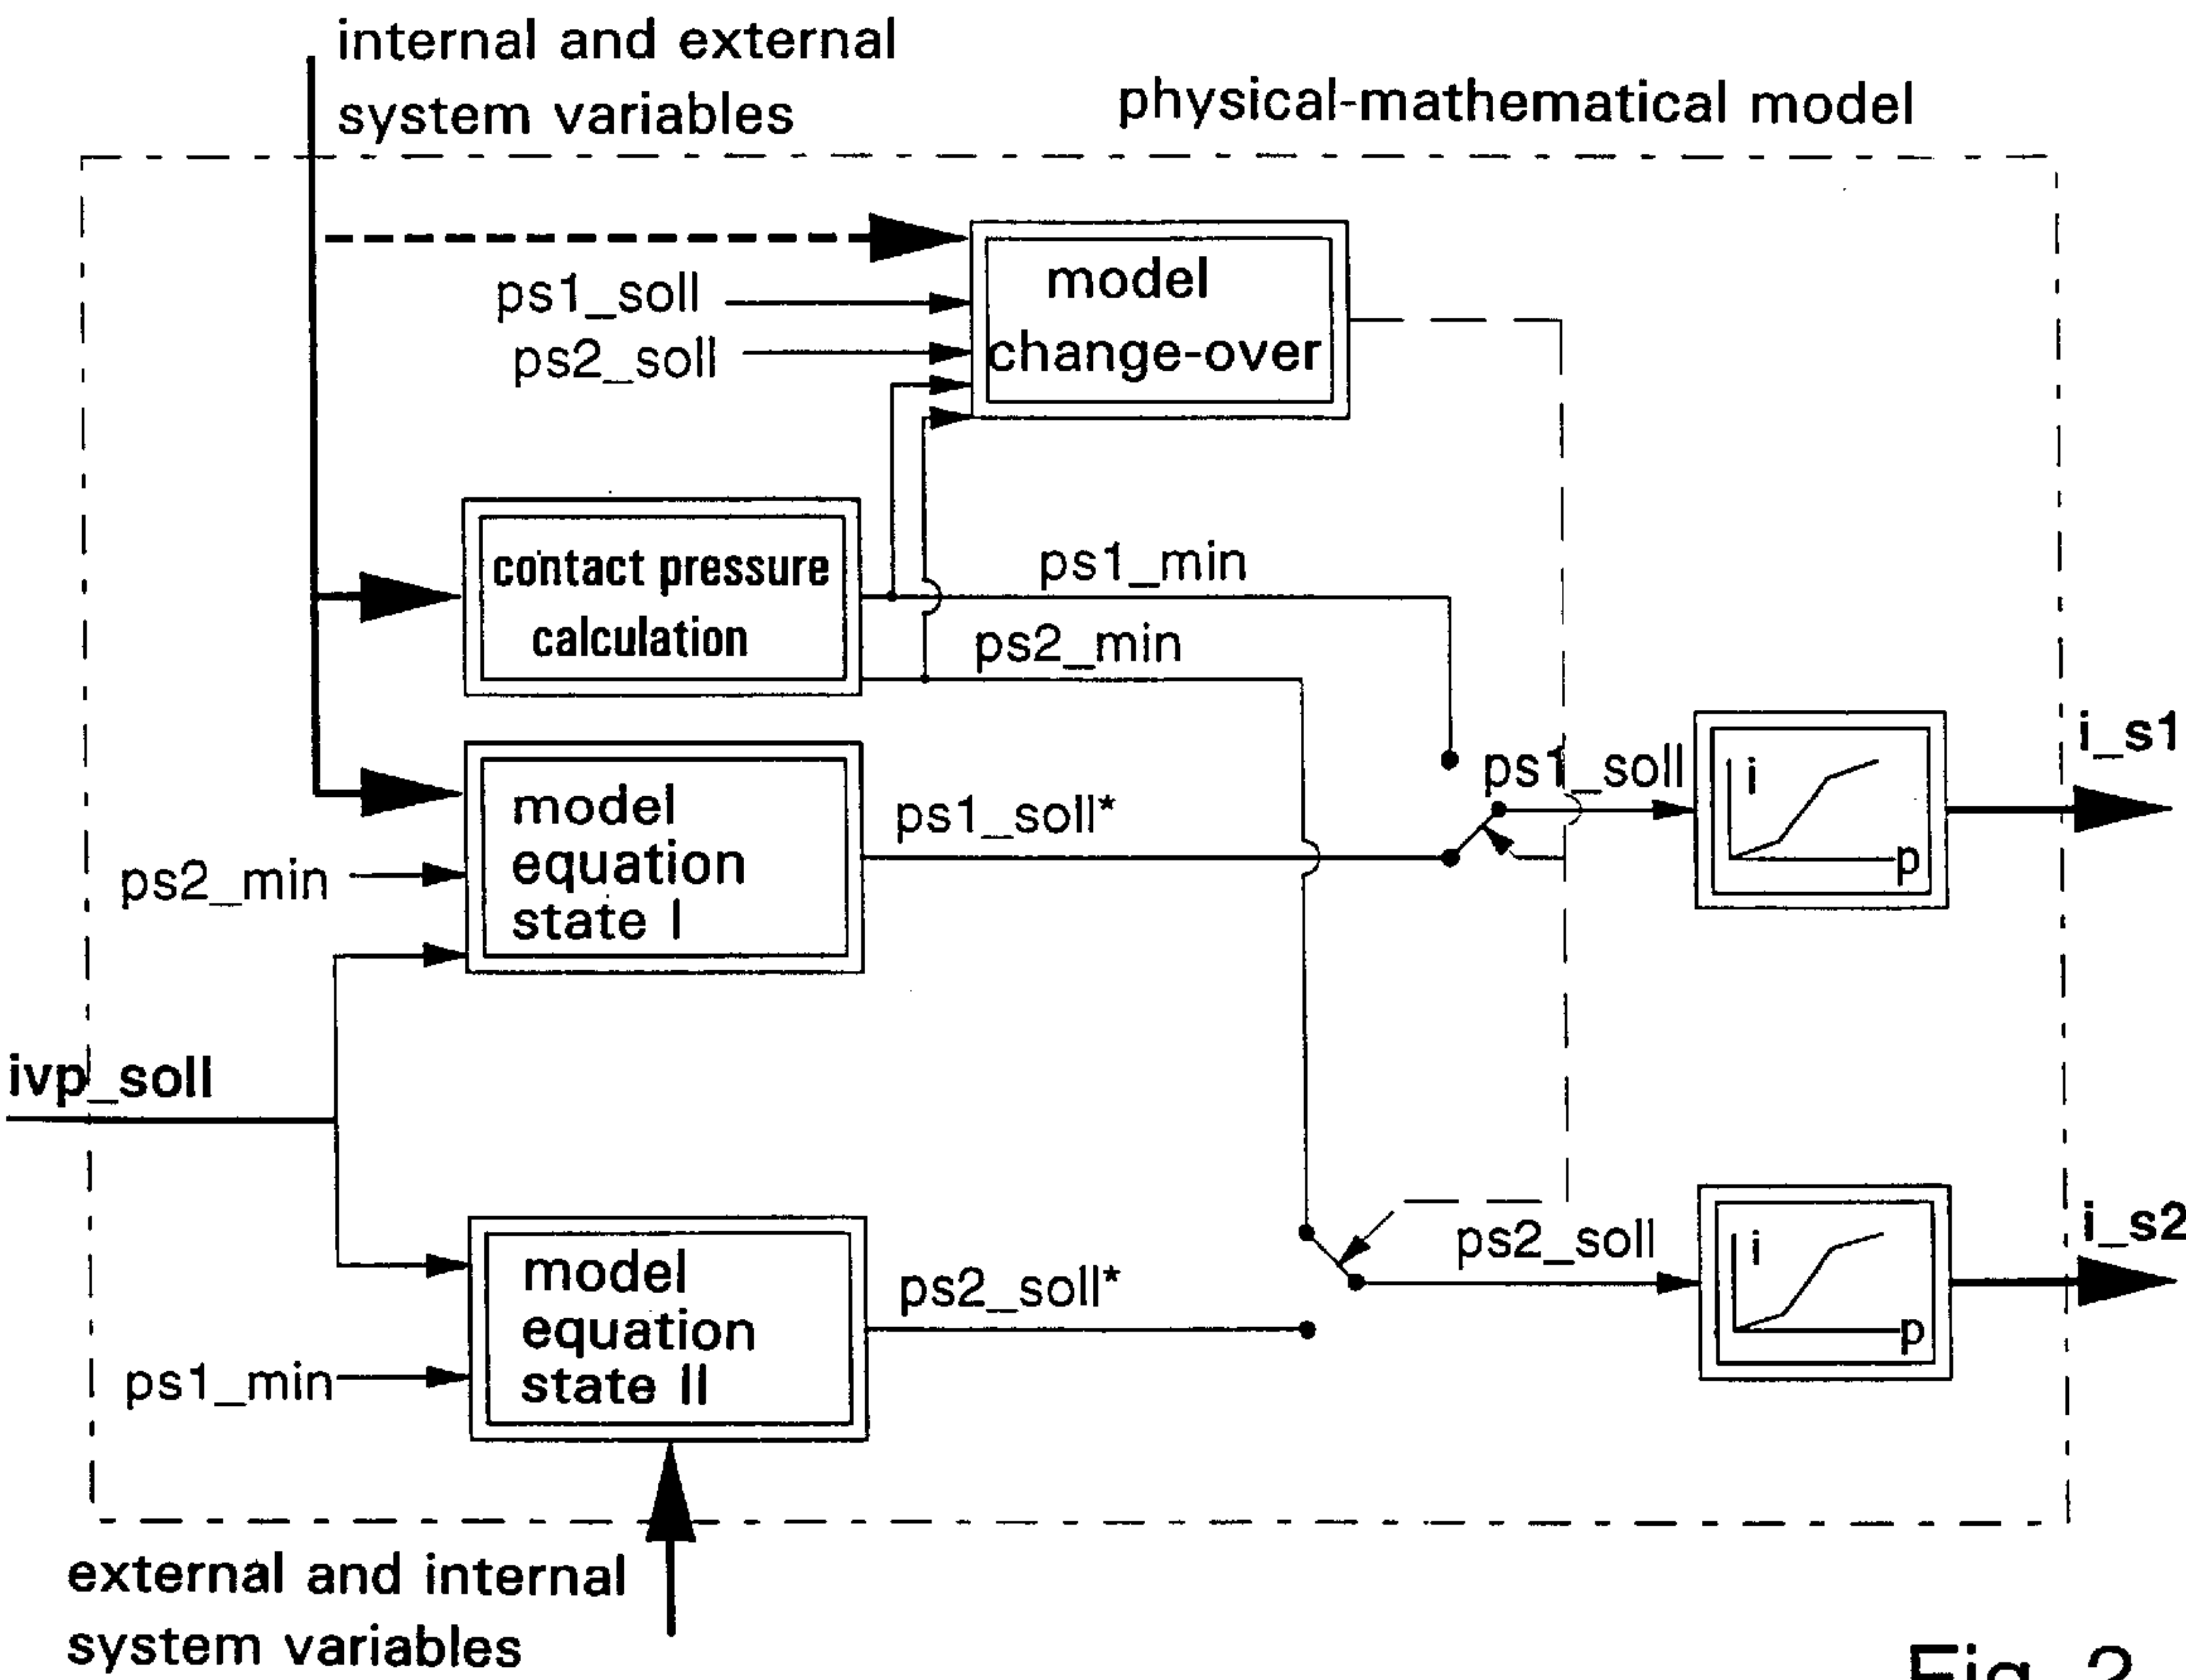 internal and external
system variables
physical-mathematical model
model
change-over
ps1_soll
ps2_soll
contact pressure
calculation
ps1_min
ps2_min
model
equation
state I
ps2_min
ps1_soll*
ps1_soll
i
p
i_s1
ivp_soll
model
equation
state II
ps1_min
ps2_soll*
ps2_soll
i
p
i_s2
external and internal
system variables
Fig. 2